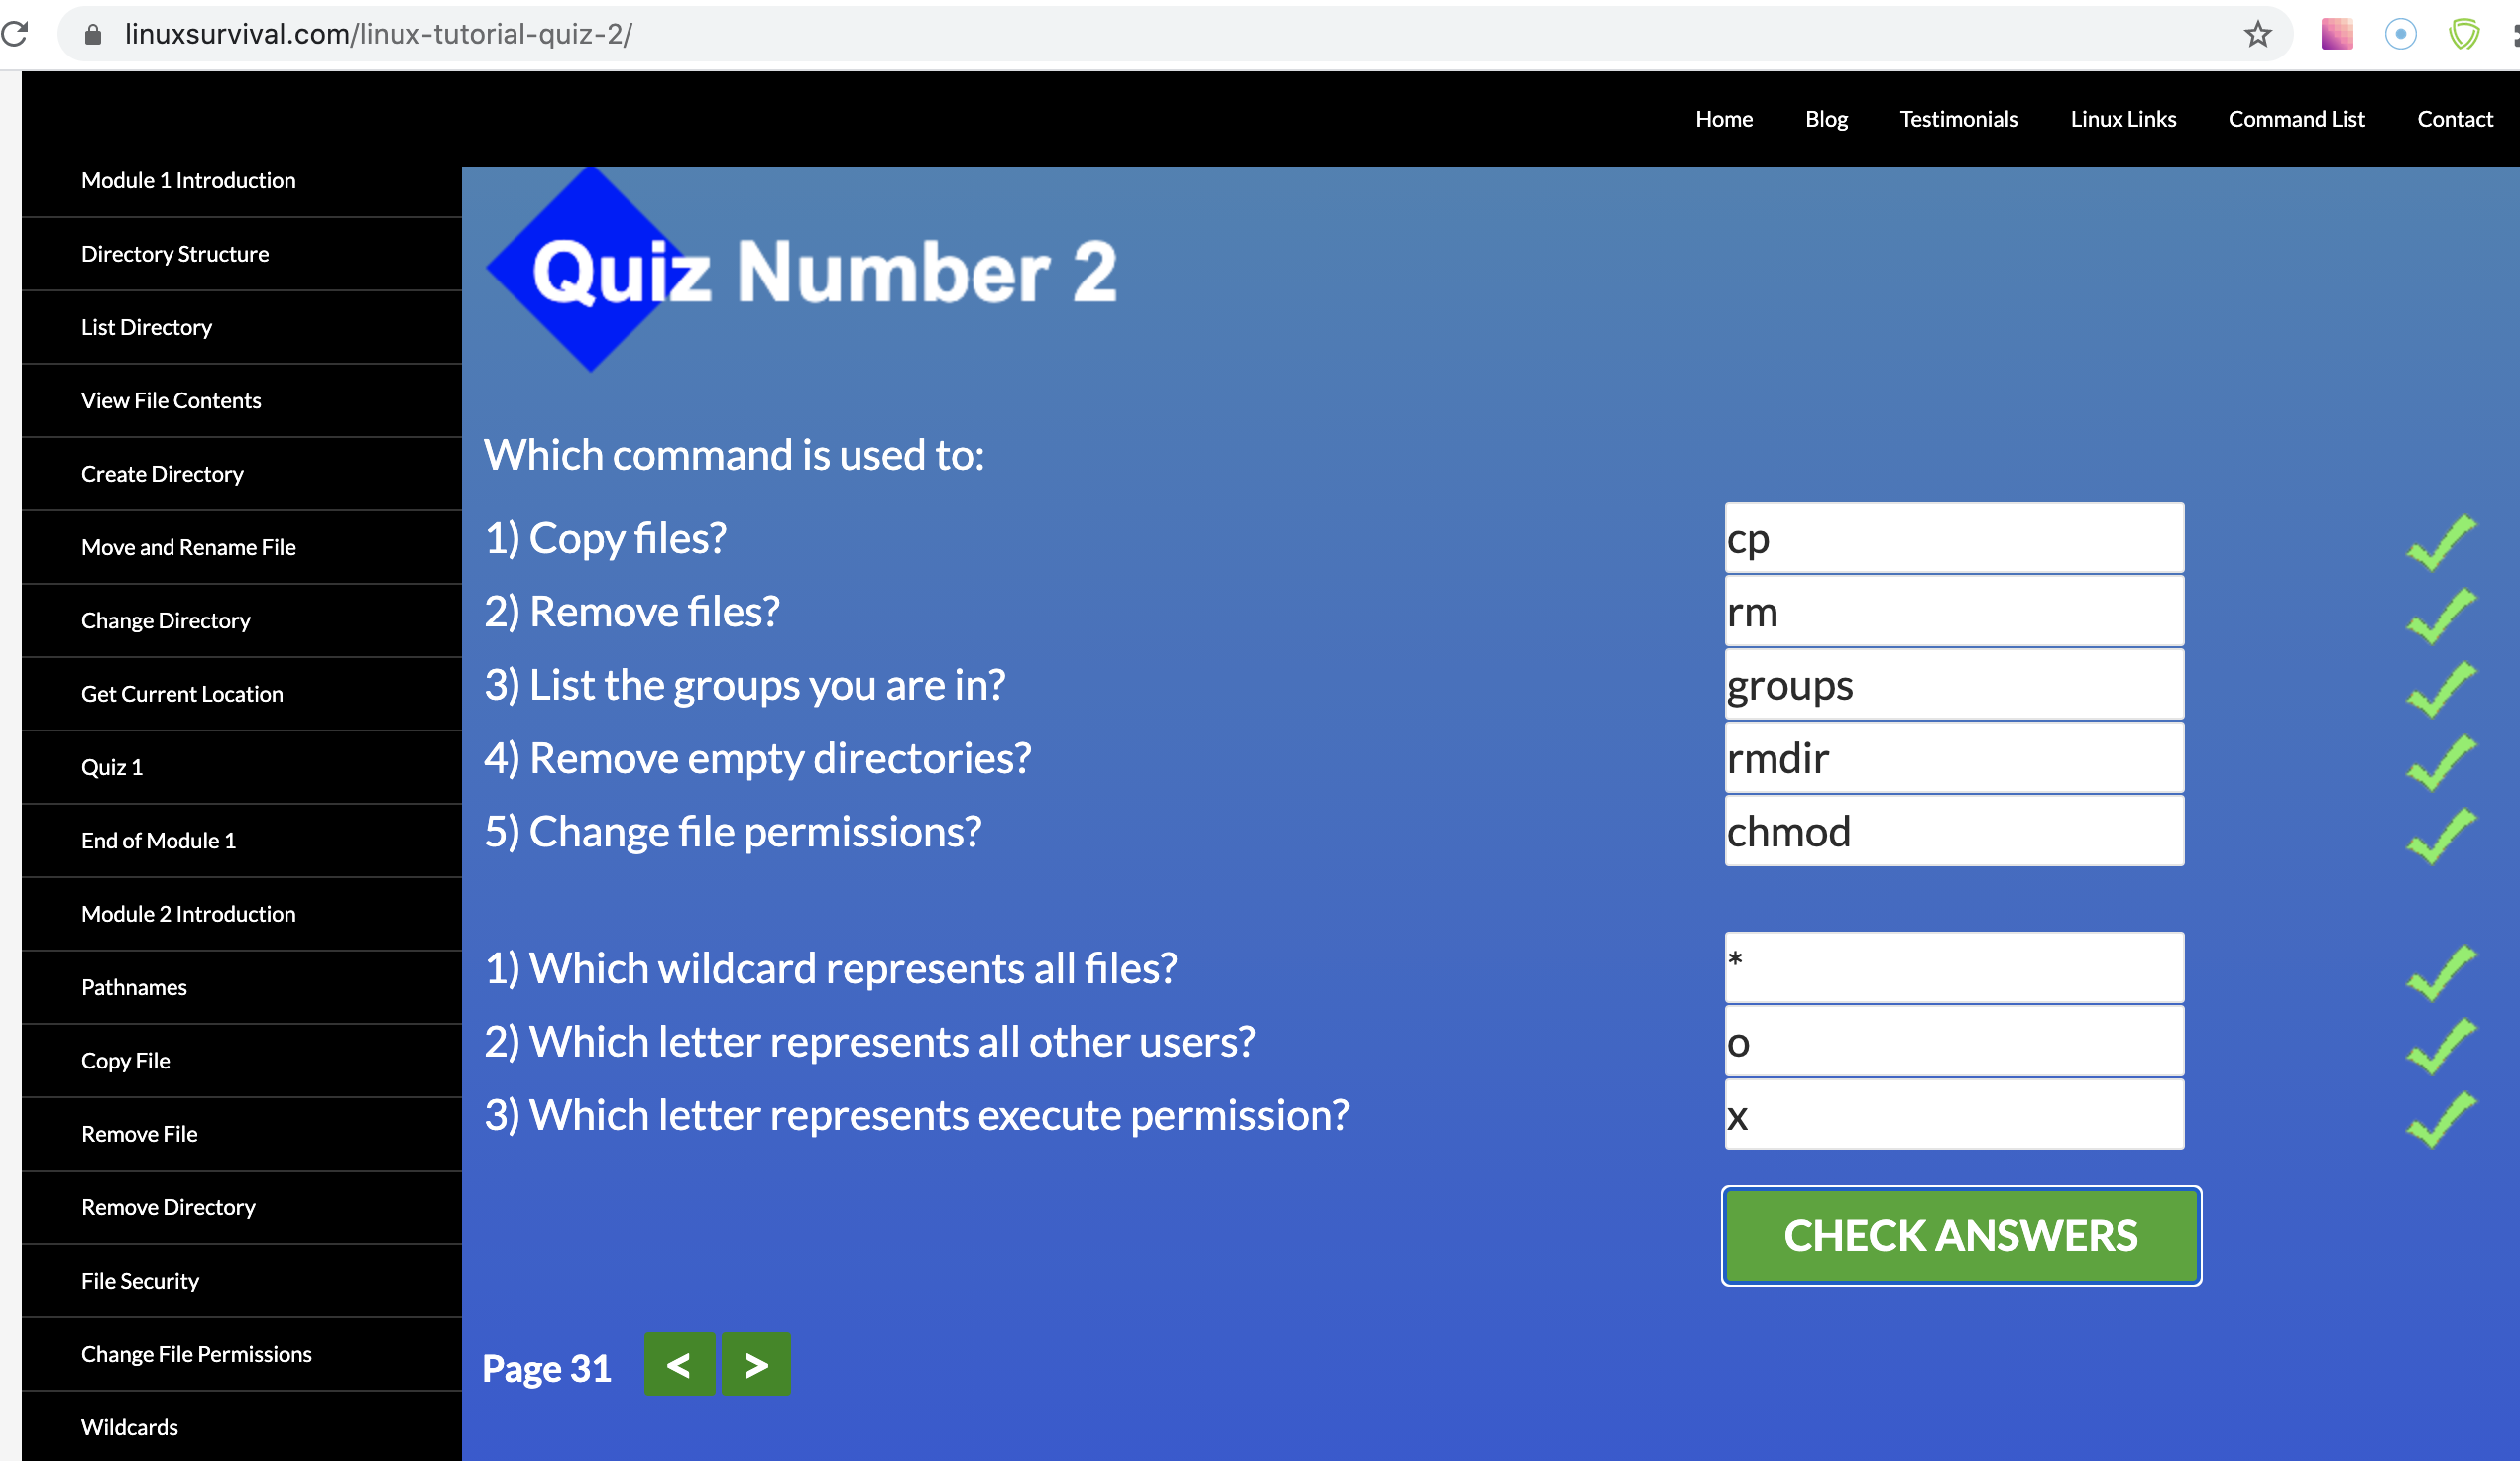 linuxsurvival.com/linux-tutorial-quiz-2/
Home Blog Testimonials Linux Links Command List Contact
Module 1 Introduction
Directory Structure
List Directory
View File Contents
Create Directory
Move and Rename File
Change Directory
Get Current Location
Quiz 1
End of Module 1
Module 2 Introduction
Pathnames
Copy File
Remove File
Remove Directory
File Security
Change File Permissions
Wildcards
Quiz Number 2
Which command is used to:
1) Copy files? cp
2) Remove files? rm
3) List the groups you are in? groups
4) Remove empty directories? rmdir
5) Change file permissions? chmod
1) Which wildcard represents all files? *
2) Which letter represents all other users? o
3) Which letter represents execute permission? x
CHECK ANSWERS
Page 31 < >